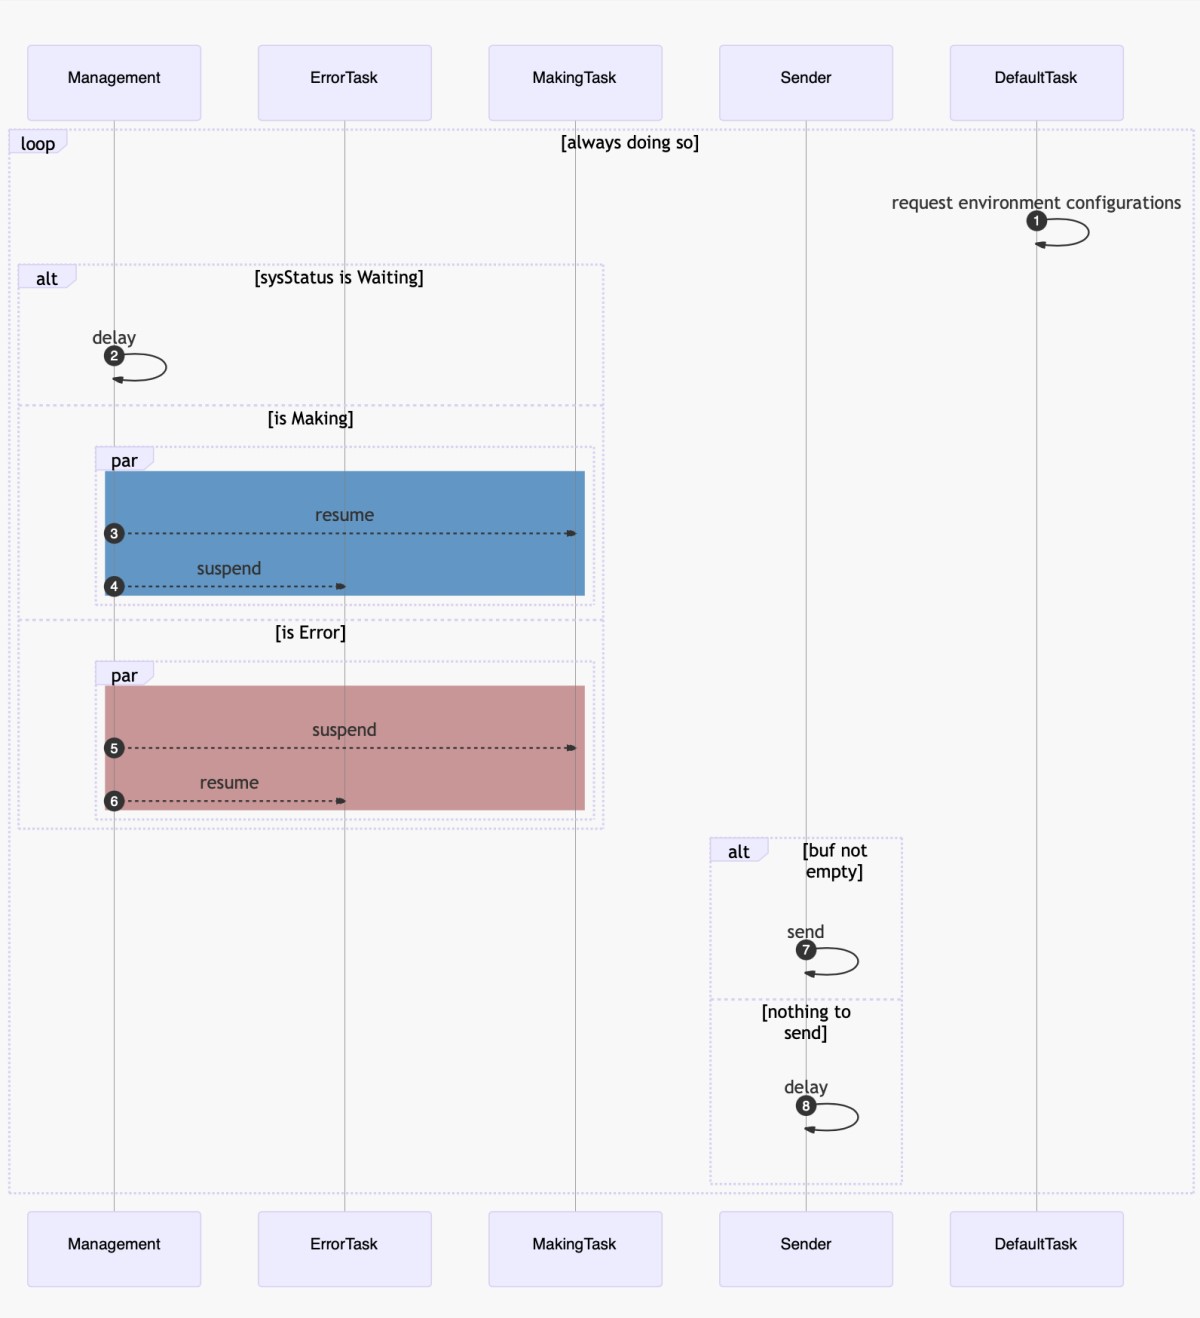 Management
ErrorTask
MakingTask
Sender
DefaultTask
loop
[always doing so]
request environment configurations
1
alt
[sysStatus is Waiting]
delay
2
[is Making]
par
resume
3
suspend
4
[is Error]
par
suspend
5
resume
6
alt
[buf not
empty]
send
7
[nothing to
send]
delay
8
Management
ErrorTask
MakingTask
Sender
DefaultTask